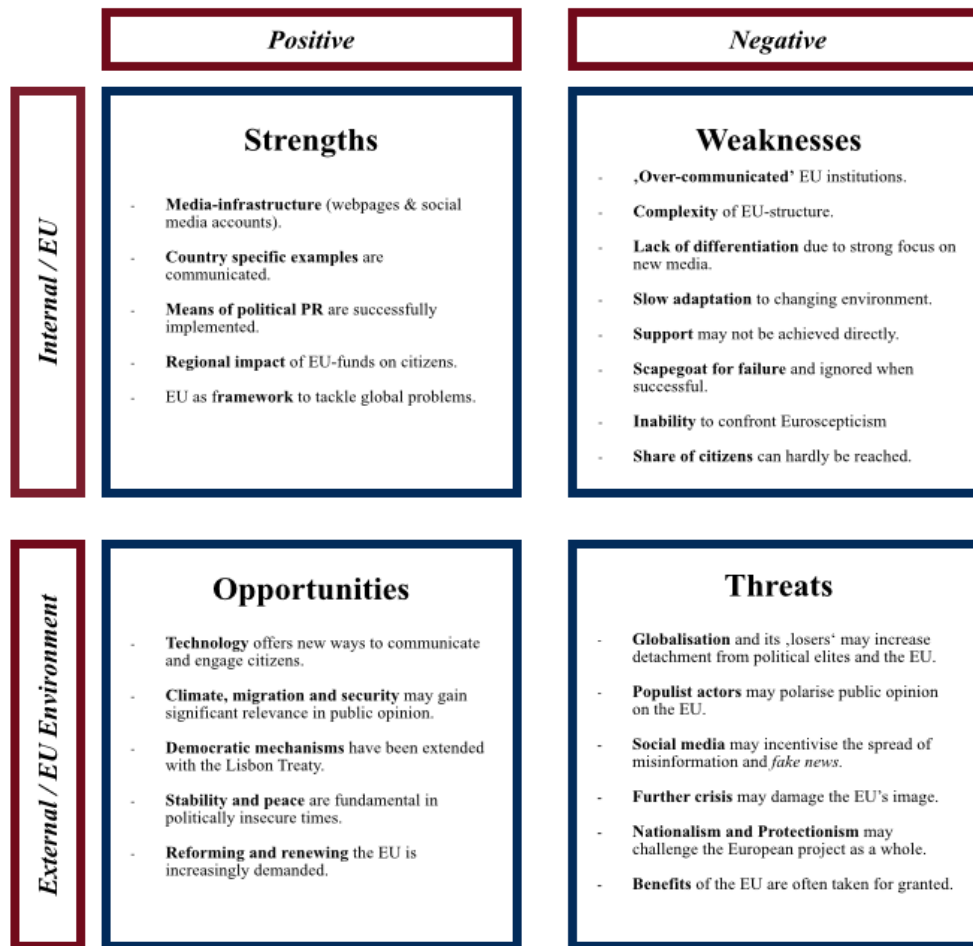 Positive
Negative
Internal / EU
Strengths
- Media-infrastructure (webpages & social
media accounts).
- Country specific examples are
communicated.
- Means of political PR are successfully
implemented.
- Regional impact of EU-funds on citizens.
- EU as framework to tackle global problems.
Weaknesses
- ‚Over-communicated’ EU institutions.
- Complexity of EU-structure.
- Lack of differentiation due to strong focus on
new media.
- Slow adaptation to changing environment.
- Support may not be achieved directly.
- Scapegoat for failure and ignored when
successful.
- Inability to confront Euroscepticism
- Share of citizens can hardly be reached.
External / EU Environment
Opportunities
- Technology offers new ways to communicate
and engage citizens.
- Climate, migration and security may gain
significant relevance in public opinion.
- Democratic mechanisms have been extended
with the Lisbon Treaty.
- Stability and peace are fundamental in
politically insecure times.
- Reforming and renewing the EU is
increasingly demanded.
Threats
- Globalisation and its ‚losers‘ may increase
detachment from political elites and the EU.
- Populist actors may polarise public opinion
on the EU.
- Social media may incentivise the spread of
misinformation and fake news.
- Further crisis may damage the EU’s image.
- Nationalism and Protectionism may
challenge the European project as a whole.
- Benefits of the EU are often taken for granted.